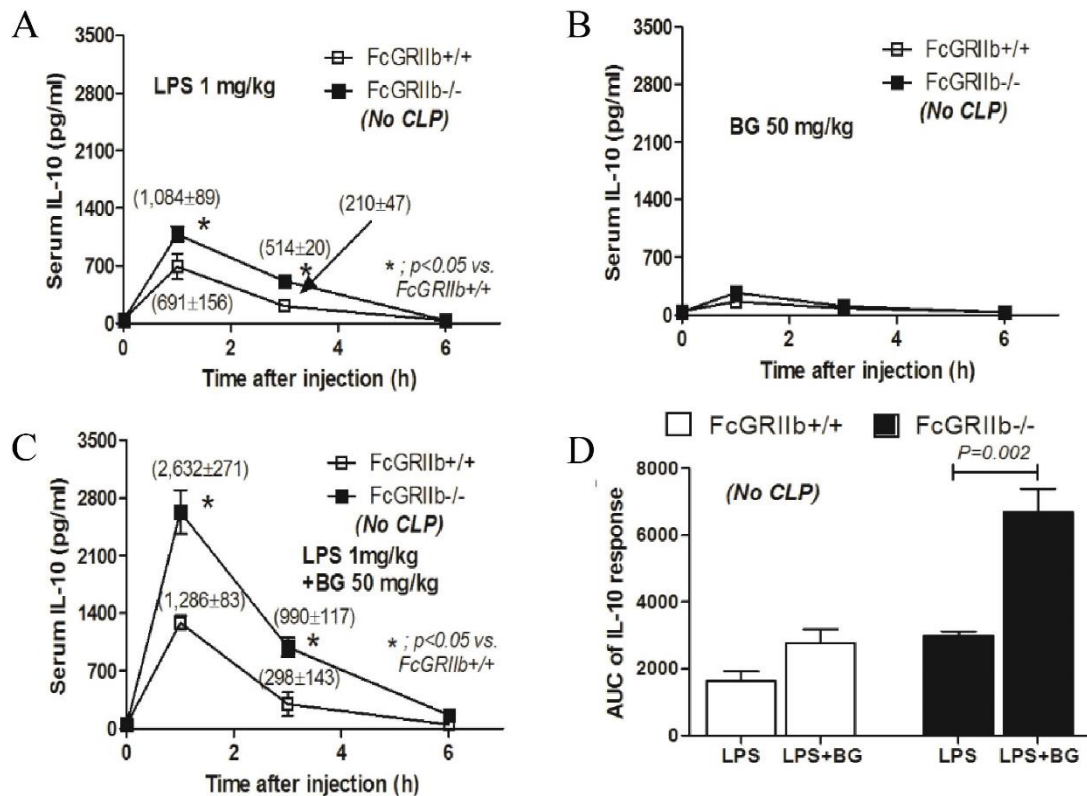 A
3500
2800
2100
1400
700
0
Serum IL-10 (pg/ml)
FcGRIIb+/+
FcGRIIb-/-
(No CLP)
LPS 1 mg/kg
(1,084±89)
*
(210±47)
(514±20)
*
(691±156)
* ; p<0.05 vs.
FcGRIIb+/+
0 2 4 6
Time after injection (h)
B
3500
2800
2100
1400
700
0
Serum IL-10 (pg/ml)
FcGRIIb+/+
FcGRIIb-/-
(No CLP)
BG 50 mg/kg
0 2 4 6
Time after injection (h)
C
3500
2800
2100
1400
700
0
Serum IL-10 (pg/ml)
(2,632±271)
*
FcGRIIb+/+
FcGRIIb-/-
(No CLP)
LPS 1mg/kg
+BG 50 mg/kg
(1,286±83)
(990±117)
*
(298±143)
* ; p<0.05 vs.
FcGRIIb+/+
0 2 4 6
Time after injection (h)
FcGRIIb+/+ FcGRIIb-/-
D
P=0.002
(No CLP)
8000
6000
4000
2000
0
AUC of IL-10 response
LPS LPS+BG LPS LPS+BG